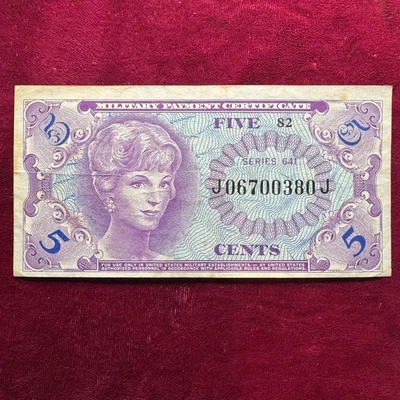 MILITARY PAYMENT CERTIFICATE
5 FIVE 82 5
SERIES 641
J06700380J
5 CENTS 5
FOR USE ONLY IN UNITED STATES MILITARY ESTABLISHMENTS - BY UNITED STATES
AUTHORIZED PERSONNEL IN ACCORDANCE WITH APPLICABLE RULES AND REGULATIONS.